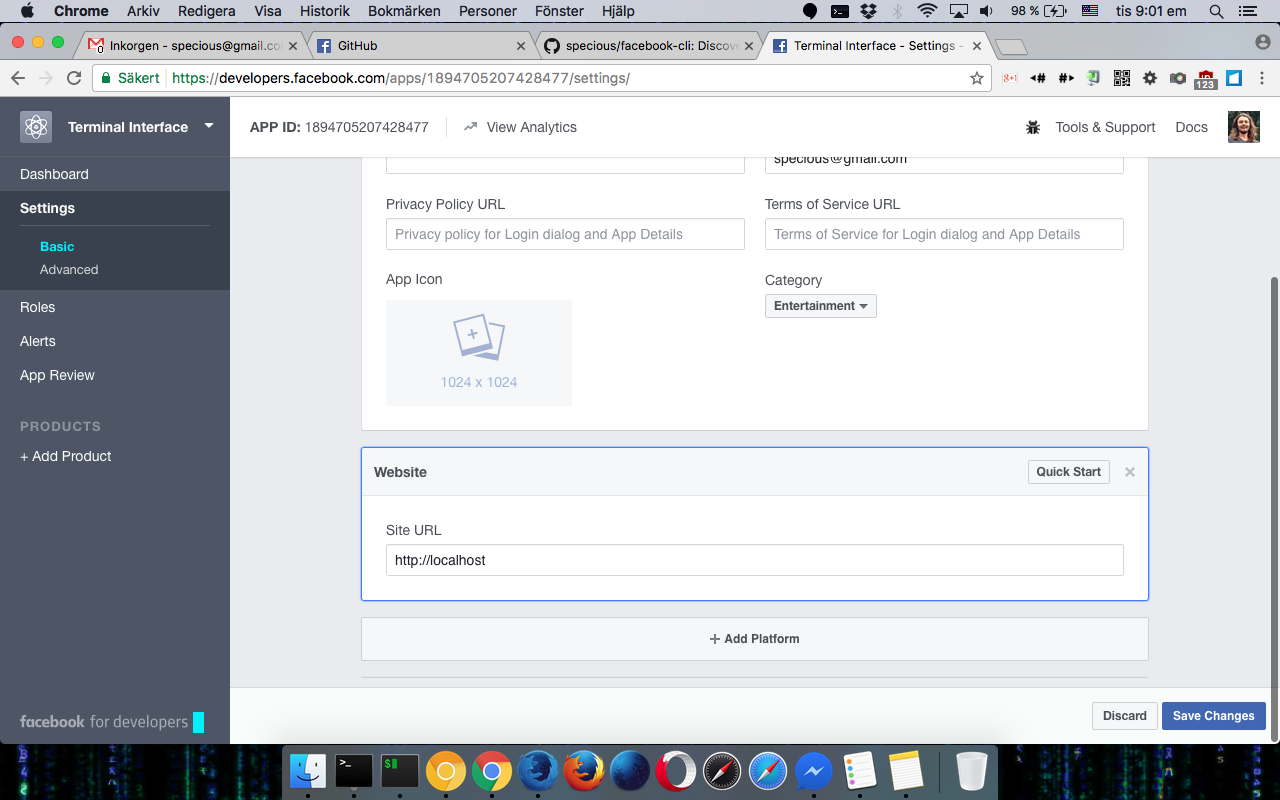 Chrome Arkiv Redigera Visa Historik Bokmärken Personer Fönster Hjälp 98 % tis 9:01 em
Inkorgen - specious@gmail.co
GitHub
specious/facebook-cli: Discove
Terminal Interface - Settings -
Säkert https://developers.facebook.com/apps/1894705207428477/settings/
123
Terminal Interface
APP ID: 1894705207428477
View Analytics
Tools & Support
Docs
Dashboard
Settings
Basic
Advanced
Roles
Alerts
App Review
PRODUCTS
+ Add Product
facebook for developers
specious@gmail.com
Privacy Policy URL
Privacy policy for Login dialog and App Details
Terms of Service URL
Terms of Service for Login dialog and App Details
App Icon
1024 x 1024
Category
Entertainment
Website
Quick Start
Site URL
http://localhost
+ Add Platform
Discard
Save Changes